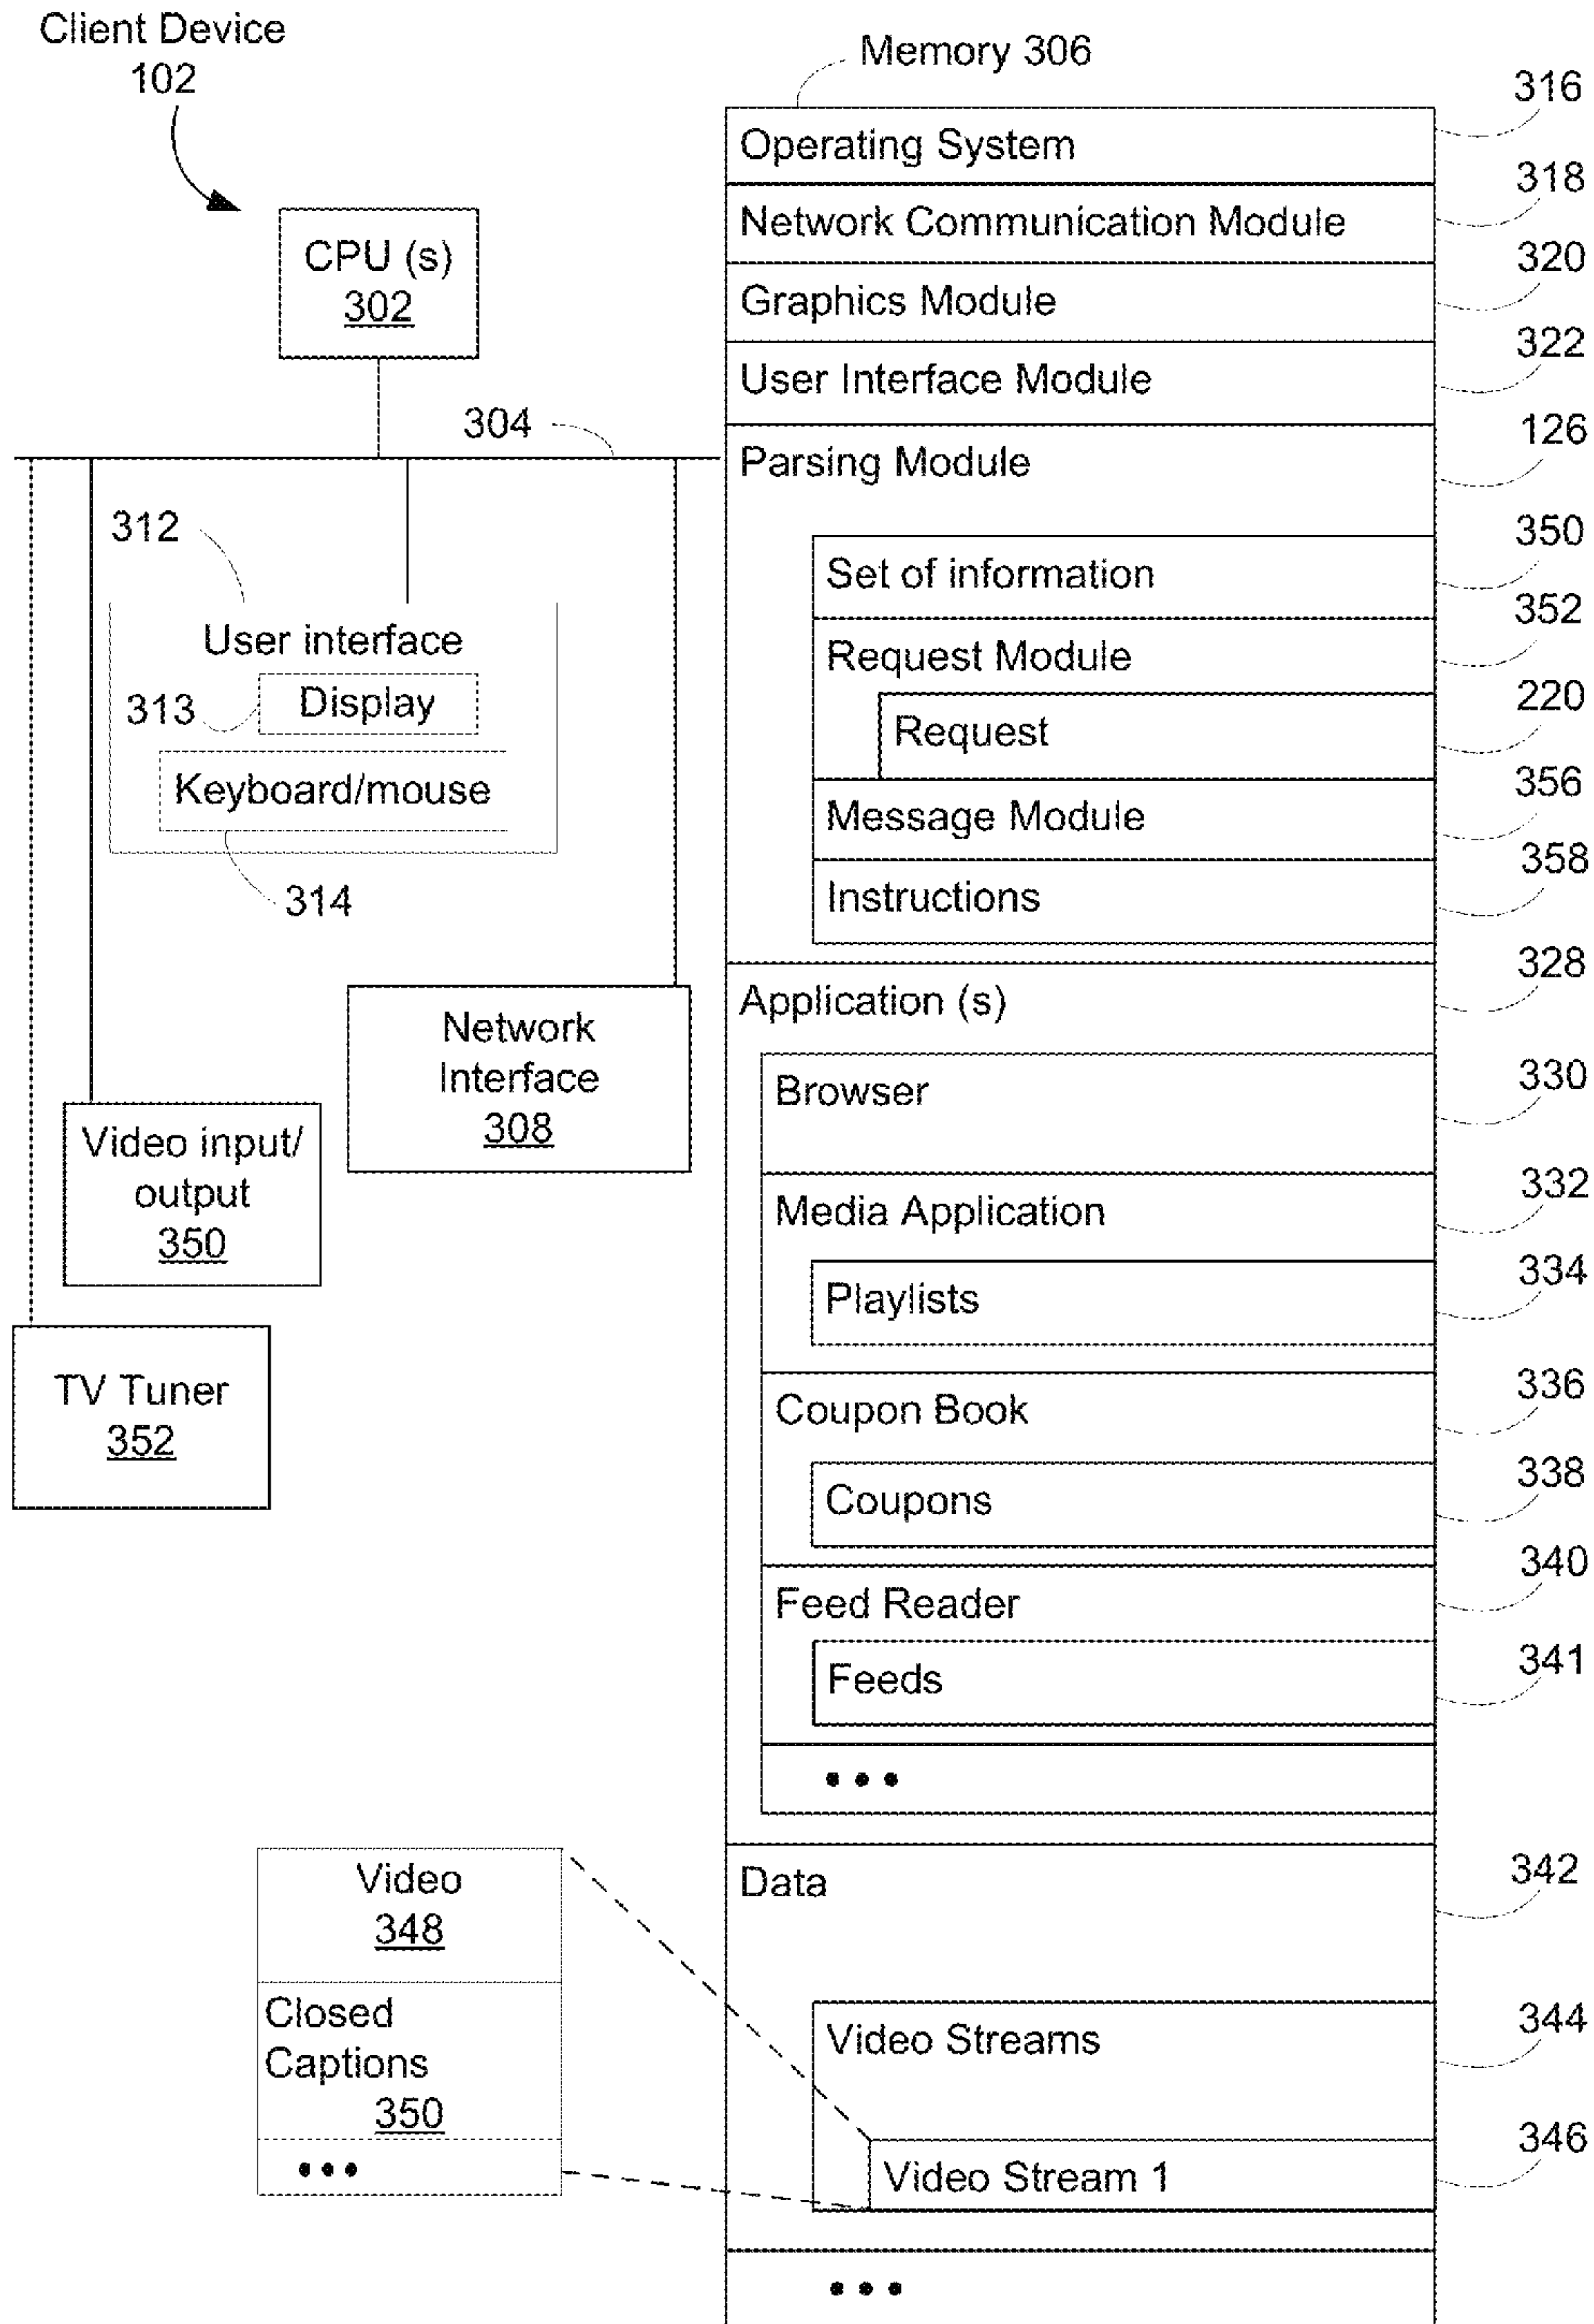 Client Device
102
Memory 306
316
Operating System
318
Network Communication Module
CPU (s)
302
320
Graphics Module
322
User Interface Module
304
126
Parsing Module
312
350
Set of information
352
User interface
Request Module
313
Display
220
Request
Keyboard/mouse
356
Message Module
314
358
Instructions
328
Application (s)
Network
Interface
308
330
Browser
Video input/
output
350
332
Media Application
334
Playlists
TV Tuner
352
336
Coupon Book
338
Coupons
340
Feed Reader
341
Feeds
•••
342
Data
Video
348
Closed
Captions
350
•••
344
Video Streams
346
Video Stream 1
•••